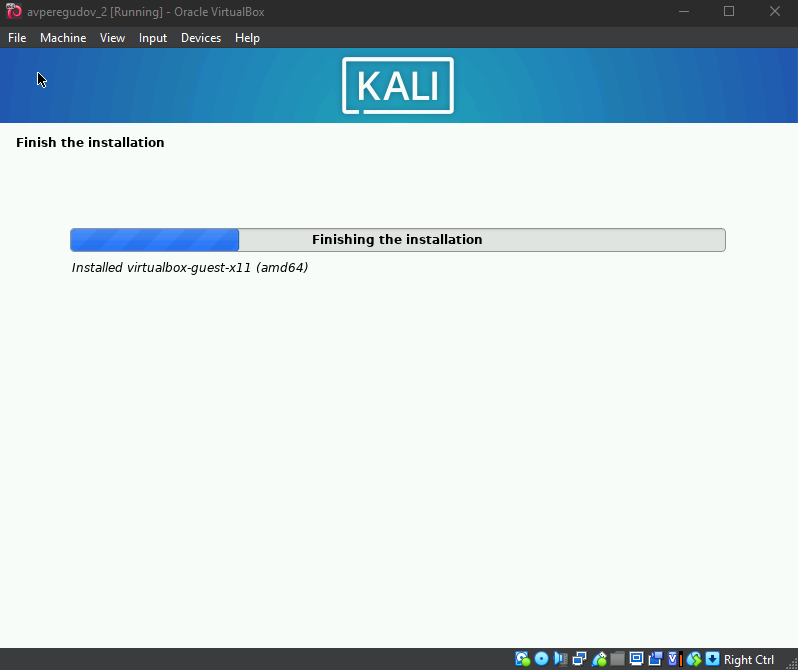 avperegudov_2 [Running] - Oracle VirtualBox
File Machine View Input Devices Help
KALI
Finish the installation
Finishing the installation
Installed virtualbox-guest-x11 (amd64)
Right Ctrl